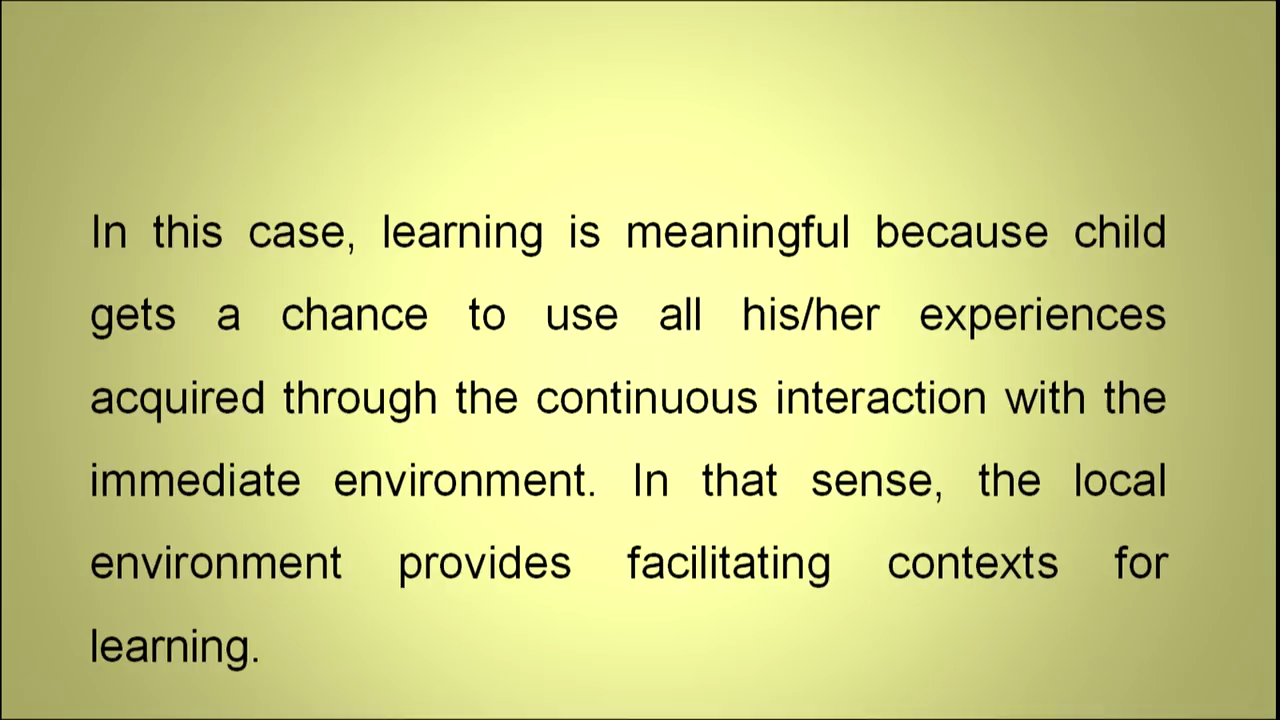 In this case, learning is meaningful because child
gets a chance to use all his/her experiences
acquired through the continuous interaction with the
immediate environment. In that sense, the local
environment provides facilitating contexts for
learning.